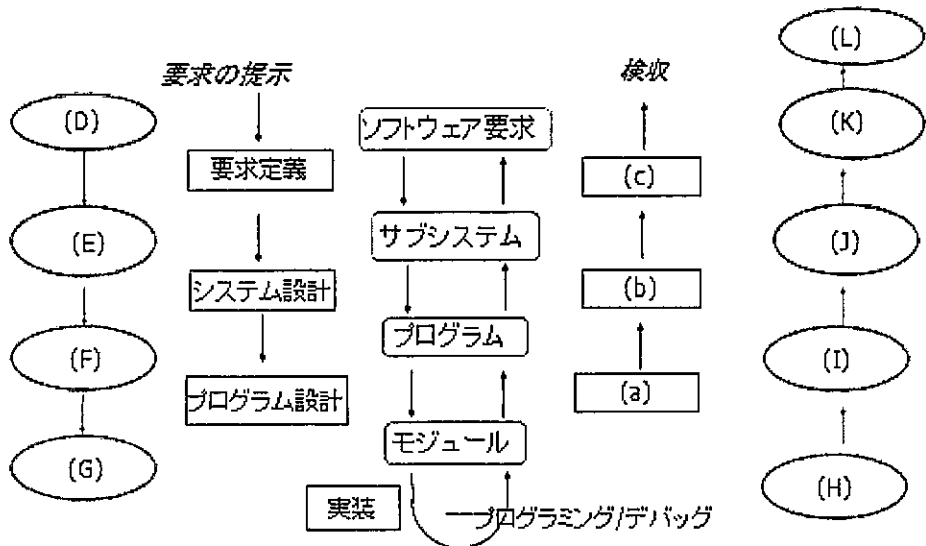 要求の提示
(D)
要求定義
(E)
システム設計
(F)
プログラム設計
(G)
ソフトウェア要求
サブシステム
プログラム
モジュール
実装
プログラミング/デバッグ
検収
(c)
(b)
(a)
(L)
(K)
(J)
(I)
(H)